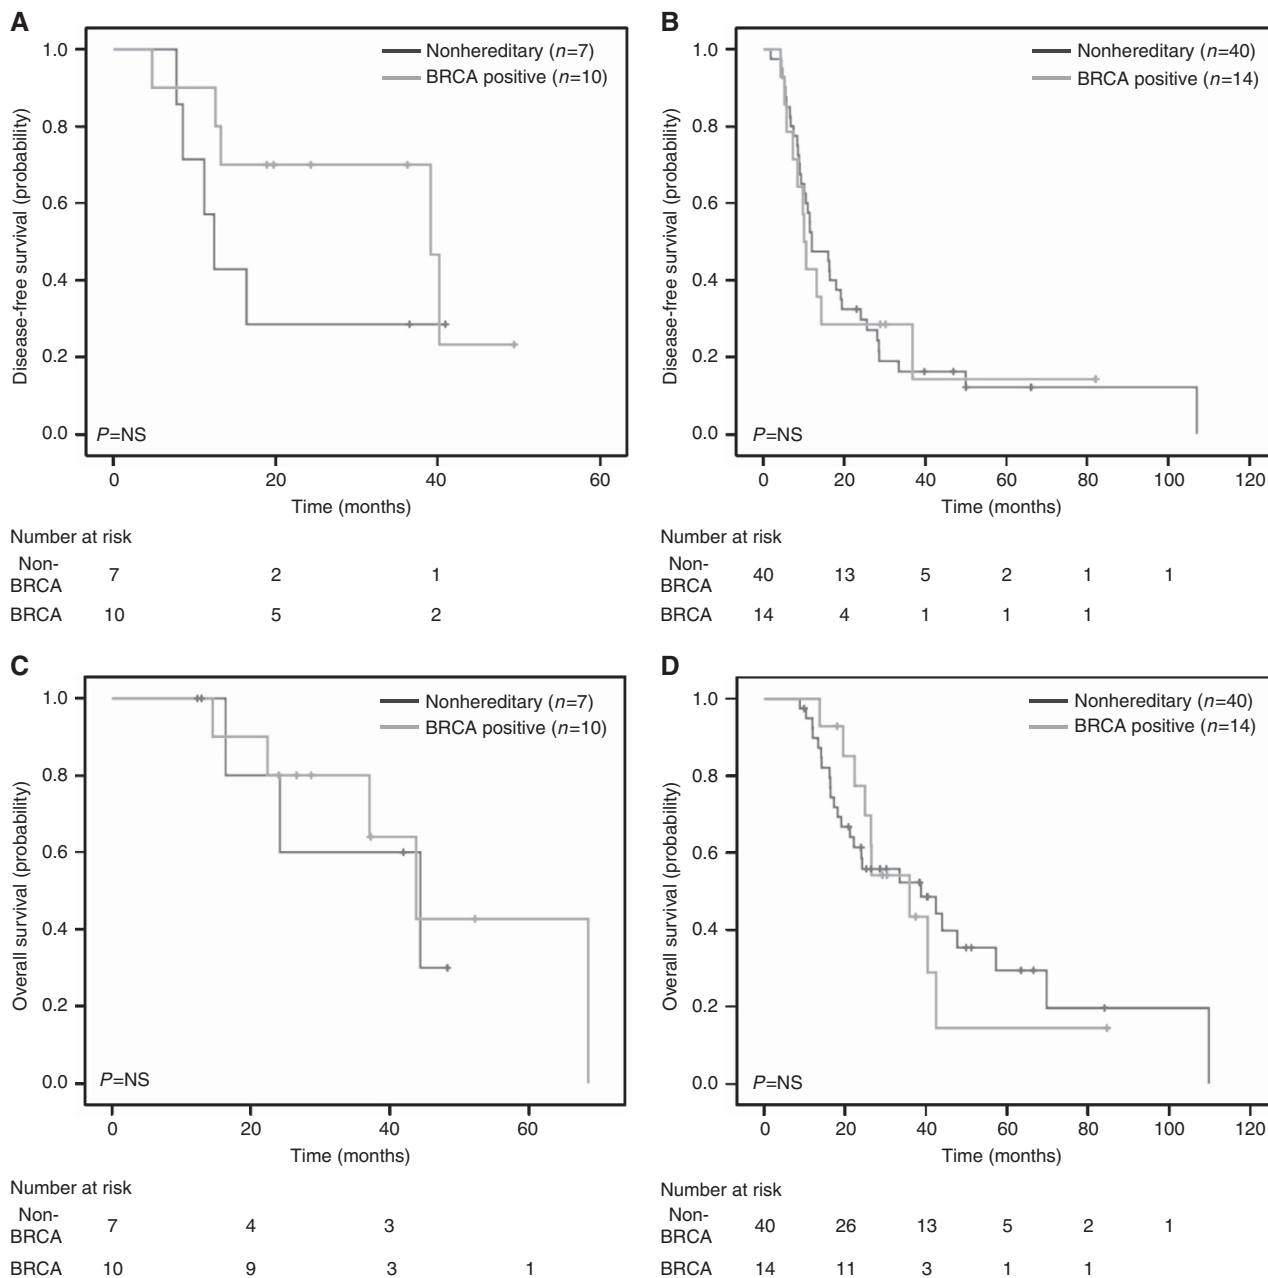 A
Disease-free survival (probability)
1.0
0.8
0.6
0.4
0.2
0.0
Nonhereditary (n=7)
BRCA positive (n=10)
P=NS
0 20 40 60
Time (months)
Number at risk
Non-
BRCA 7 2 1
BRCA 10 5 2
B
Disease-free survival (probability)
1.0
0.8
0.6
0.4
0.2
0.0
Nonhereditary (n=40)
BRCA positive (n=14)
P=NS
0 20 40 60 80 100 120
Time (months)
Number at risk
Non-
BRCA 40 13 5 2 1 1
BRCA 14 4 1 1 1
C
Overall survival (probability)
1.0
0.8
0.6
0.4
0.2
0.0
Nonhereditary (n=7)
BRCA positive (n=10)
P=NS
0 20 40 60
Time (months)
Number at risk
Non-
BRCA 7 4 3
BRCA 10 9 3 1
D
Overall survival (probability)
1.0
0.8
0.6
0.4
0.2
0.0
Nonhereditary (n=40)
BRCA positive (n=14)
P=NS
0 20 40 60 80 100 120
Time (months)
Number at risk
Non-
BRCA 40 26 13 5 2 1
BRCA 14 11 3 1 1